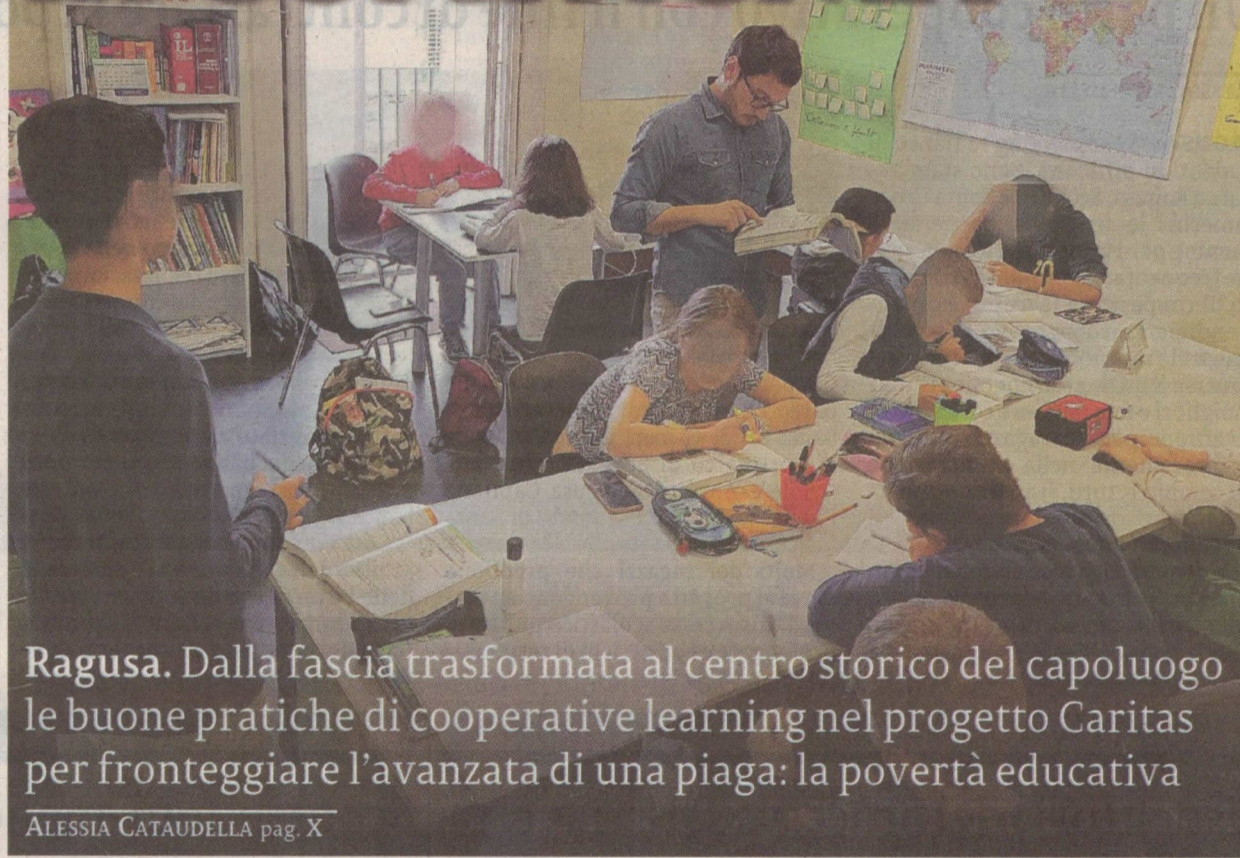 Ragusa. Dalla fascia trasformata al centro storico del capoluogo
le buone pratiche di cooperative learning nel progetto Caritas
per fronteggiare l'avanzata di una piaga: la povertà educativa
ALESSIA CATAUDELLA pag. X